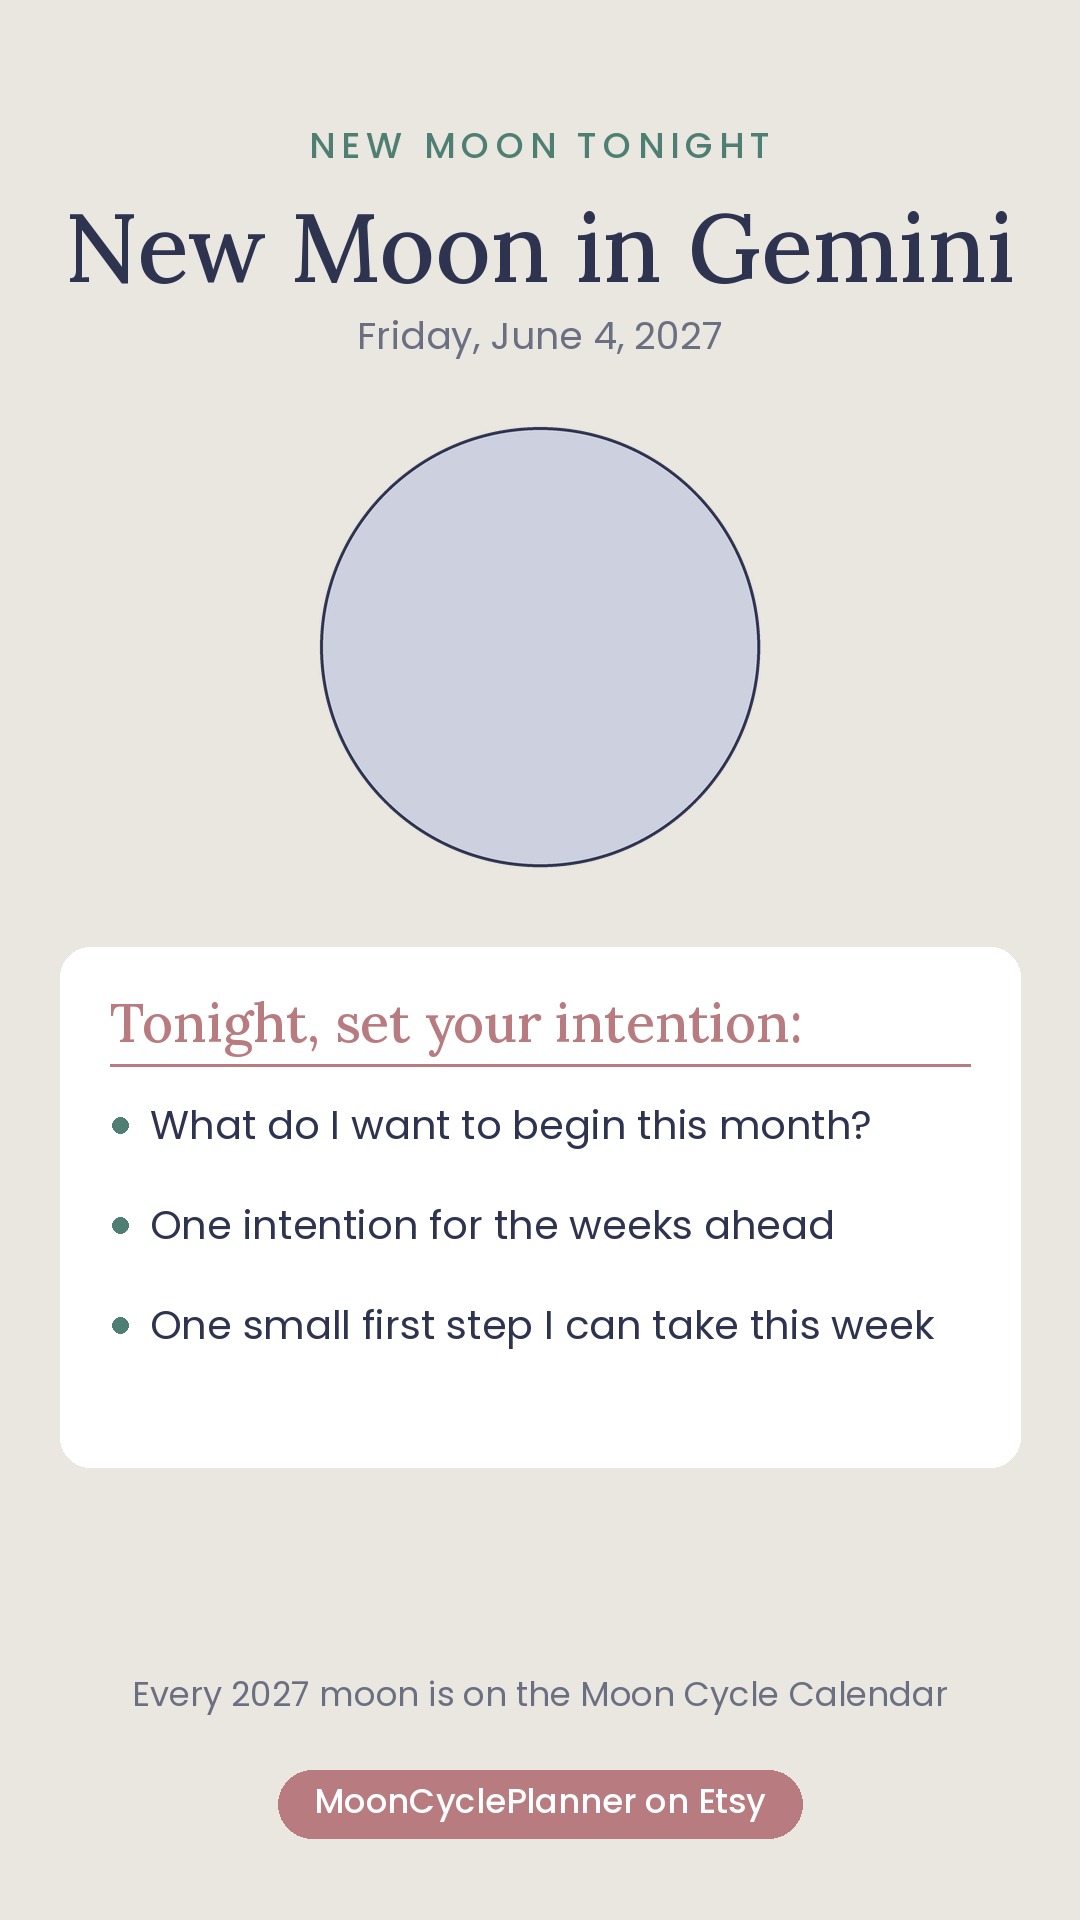 NEW MOON TONIGHT
New Moon in Gemini
Friday, June 4, 2027
Tonight, set your intention:
What do I want to begin this month?
One intention for the weeks ahead
One small first step I can take this week
Every 2027 moon is on the Moon Cycle Calendar
MoonCyclePlanner on Etsy